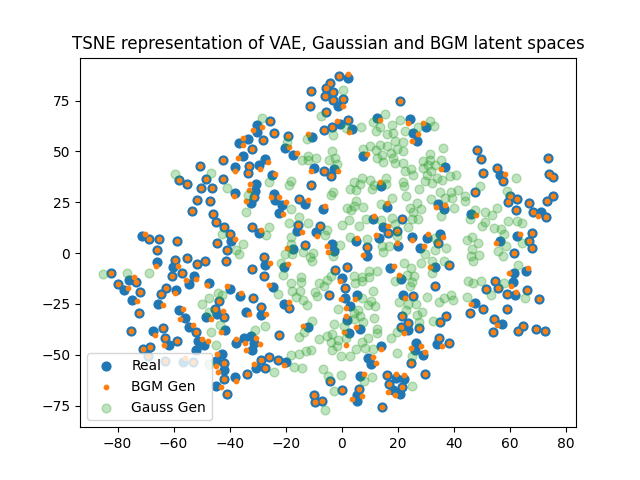 TSNE representation of VAE, Gaussian and BGM latent spaces
75
50
25
0
−25
−50
−75
Real
BGM Gen
Gauss Gen
−80 −60 −40 −20 0 20 40 60 80